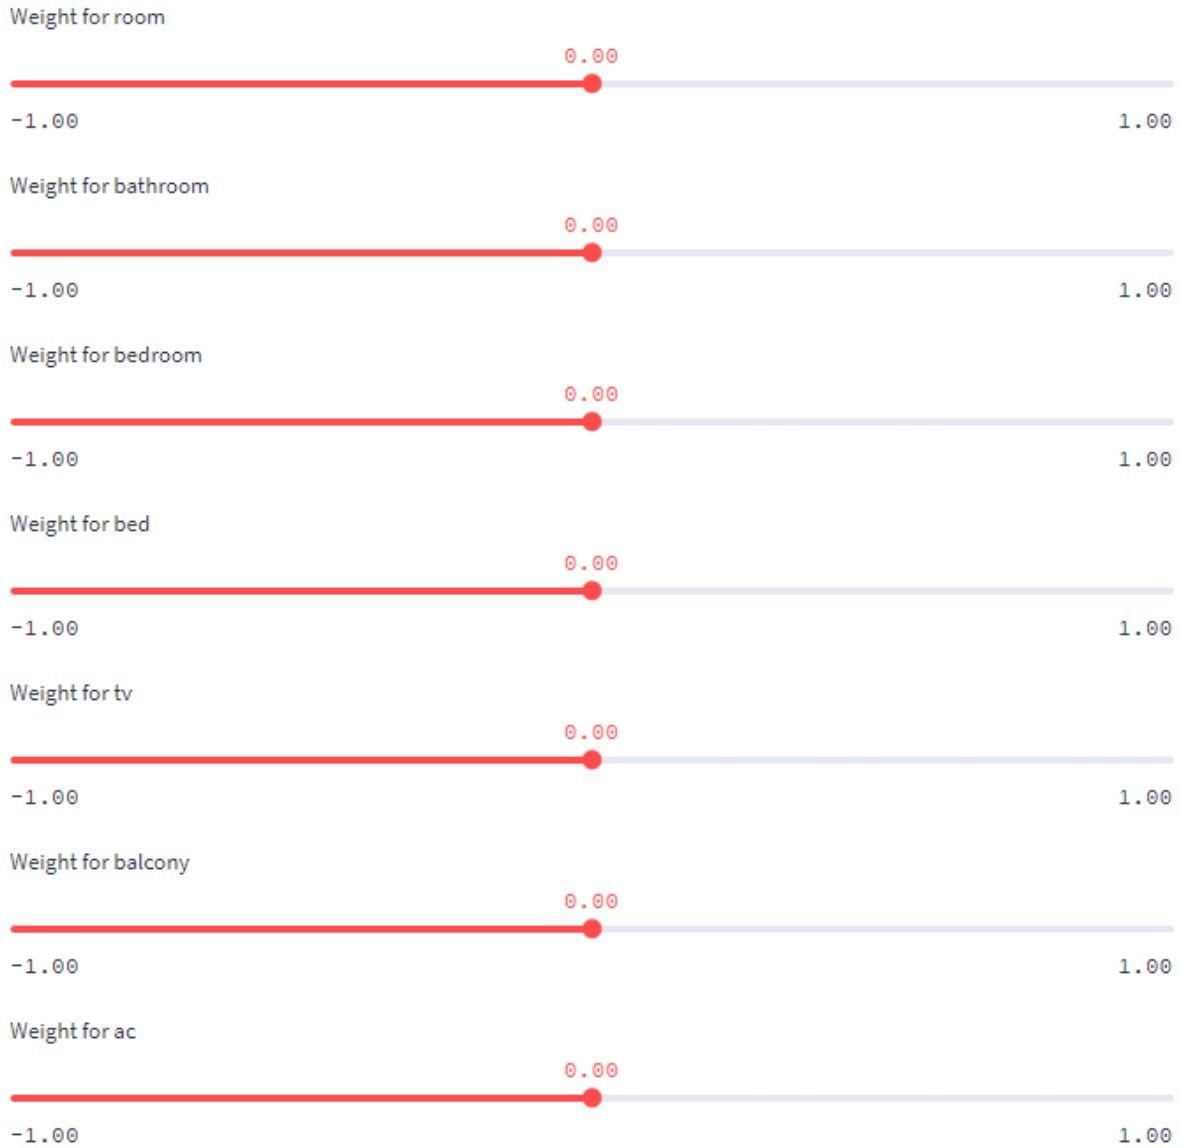 Weight for room
0.00
-1.00 1.00
Weight for bathroom
0.00
-1.00 1.00
Weight for bedroom
0.00
-1.00 1.00
Weight for bed
0.00
-1.00 1.00
Weight for tv
0.00
-1.00 1.00
Weight for balcony
0.00
-1.00 1.00
Weight for ac
0.00
-1.00 1.00